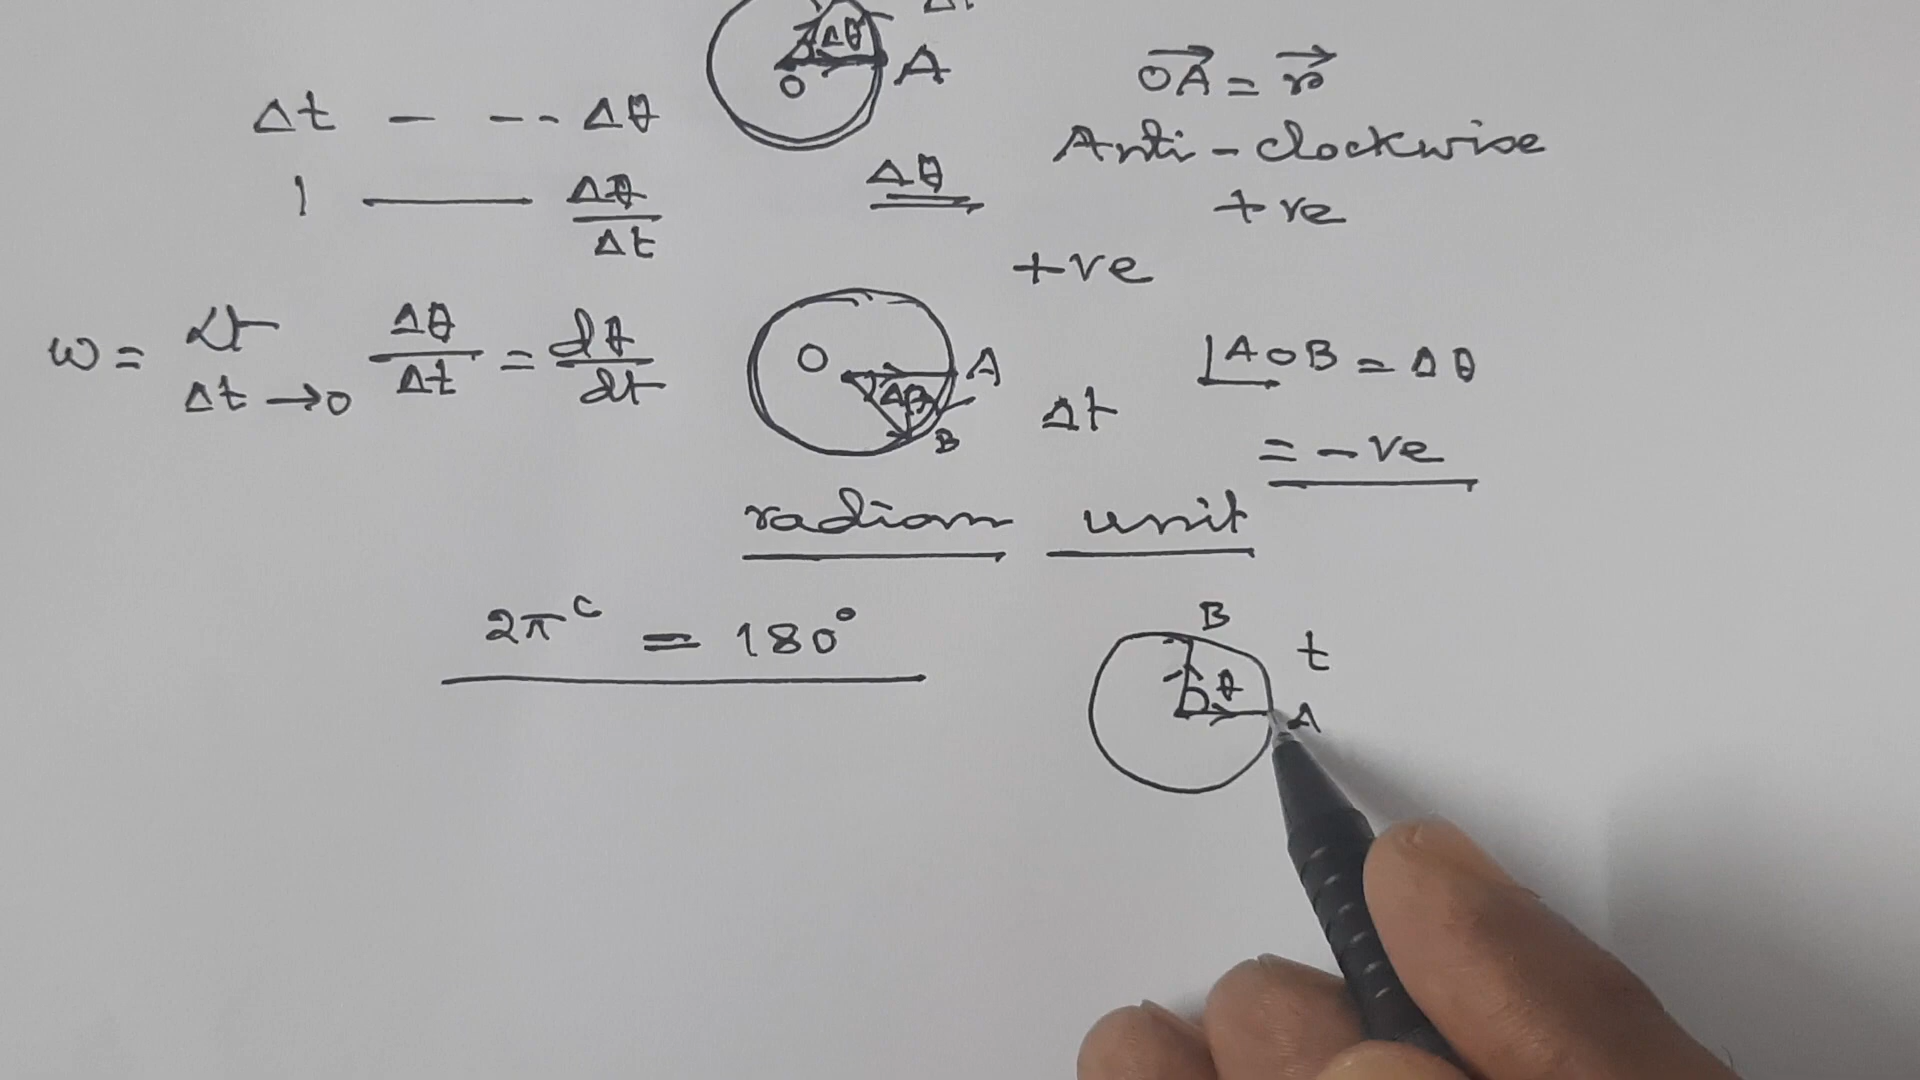 Δθ A
O
OA = r
Δt - --- Δθ
Anti-clockwise
1 — Δθ/Δt
Δθ
+ve
+ve
ω = Lt Δt→0 Δθ/Δt = dθ/dt
O A
Δθ
B
Δt
∠AOB = Δθ
= -ve
radian unit
2π^c = 180°
B
t
θ
A